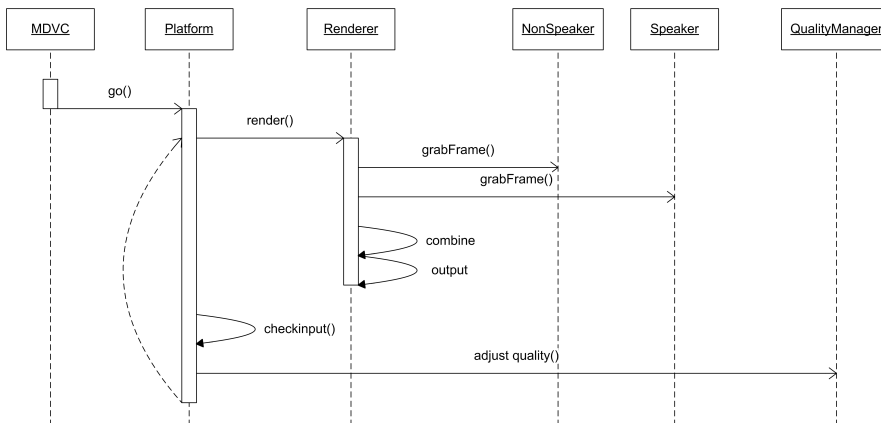 MDVC
Platform
Renderer
NonSpeaker
Speaker
QualityManager
go()
render()
grabFrame()
grabFrame()
combine
output
checkinput()
adjust quality()